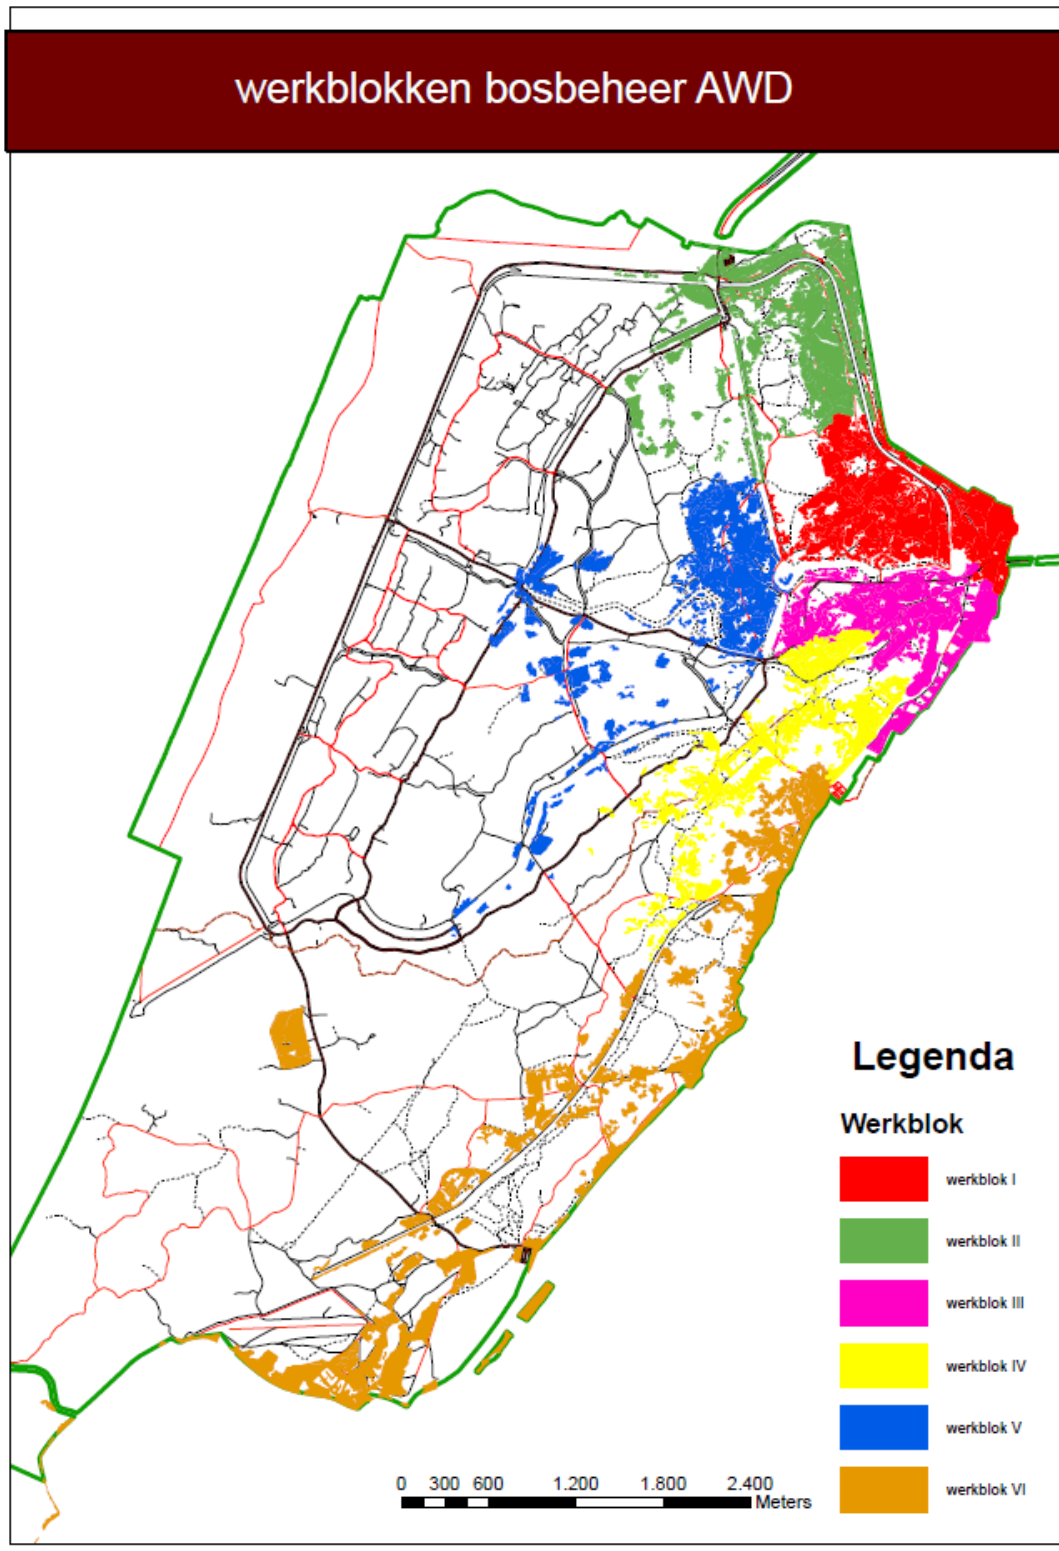 werkblokken bosbeheer AWD
Legenda
Werkblok
werkblok I
werkblok II
werkblok III
werkblok IV
werkblok V
werkblok VI
0 300 600 1.200 1.800 2.400
Meters